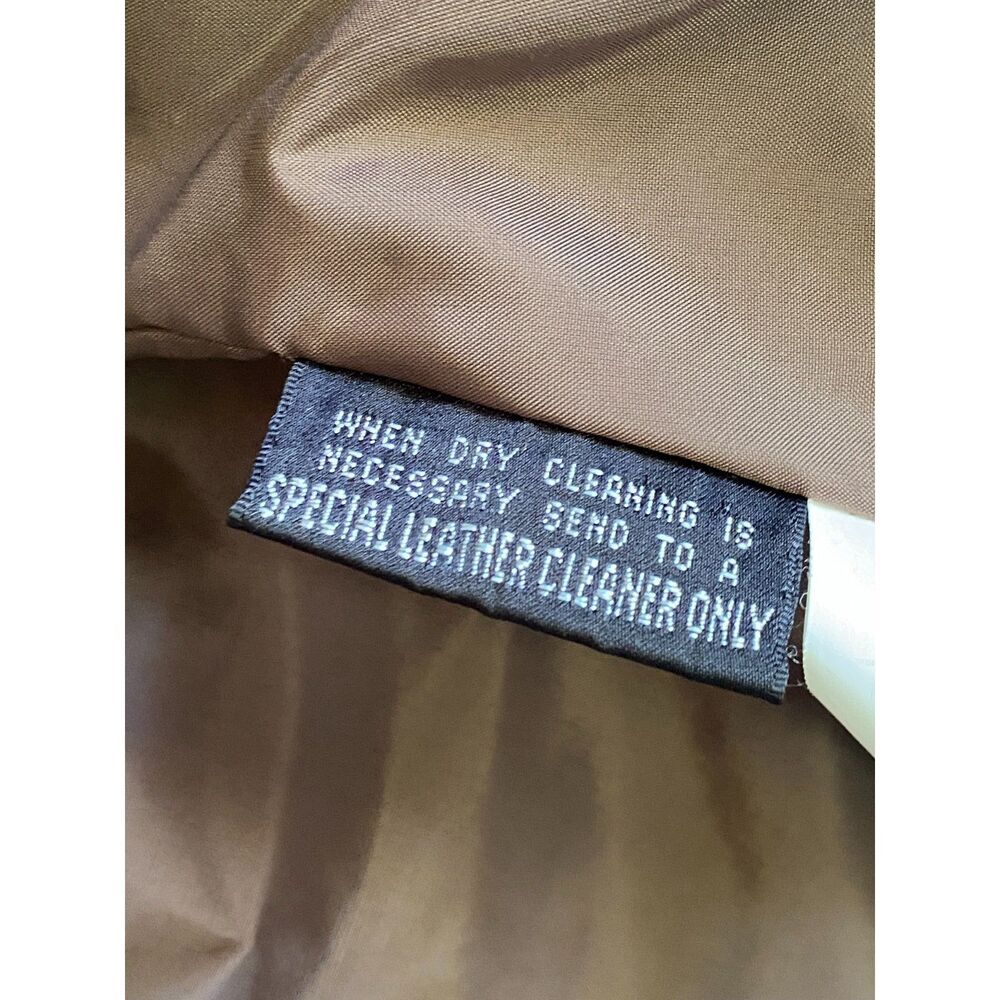 WHEN DRY CLEANING IS
NECESSARY SEND TO A
SPECIAL LEATHER CLEANER ONLY